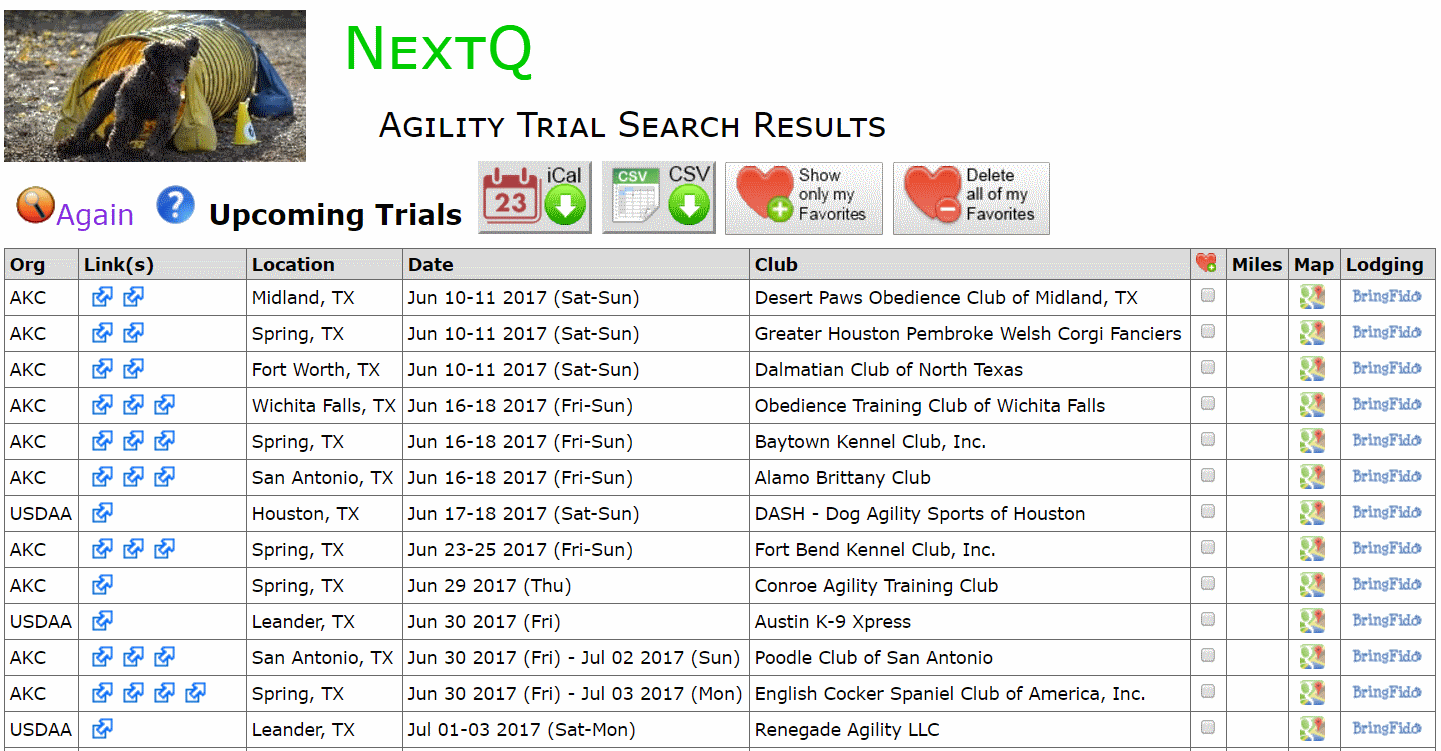 NextQ
Agility Trial Search Results
Again ? Upcoming Trials 23 iCal CSV CSV Show only my Favorites Delete all of my Favorites
Org Link(s) Location Date Club Miles Map Lodging
AKC Midland, TX Jun 10-11 2017 (Sat-Sun) Desert Paws Obedience Club of Midland, TX BringFido
AKC Spring, TX Jun 10-11 2017 (Sat-Sun) Greater Houston Pembroke Welsh Corgi Fanciers BringFido
AKC Fort Worth, TX Jun 10-11 2017 (Sat-Sun) Dalmatian Club of North Texas BringFido
AKC Wichita Falls, TX Jun 16-18 2017 (Fri-Sun) Obedience Training Club of Wichita Falls BringFido
AKC Spring, TX Jun 16-18 2017 (Fri-Sun) Baytown Kennel Club, Inc. BringFido
AKC San Antonio, TX Jun 16-18 2017 (Fri-Sun) Alamo Brittany Club BringFido
USDAA Houston, TX Jun 17-18 2017 (Sat-Sun) DASH - Dog Agility Sports of Houston BringFido
AKC Spring, TX Jun 23-25 2017 (Fri-Sun) Fort Bend Kennel Club, Inc. BringFido
AKC Spring, TX Jun 29 2017 (Thu) Conroe Agility Training Club BringFido
USDAA Leander, TX Jun 30 2017 (Fri) Austin K-9 Xpress BringFido
AKC San Antonio, TX Jun 30 2017 (Fri) - Jul 02 2017 (Sun) Poodle Club of San Antonio BringFido
AKC Spring, TX Jun 30 2017 (Fri) - Jul 03 2017 (Mon) English Cocker Spaniel Club of America, Inc. BringFido
USDAA Leander, TX Jul 01-03 2017 (Sat-Mon) Renegade Agility LLC BringFido